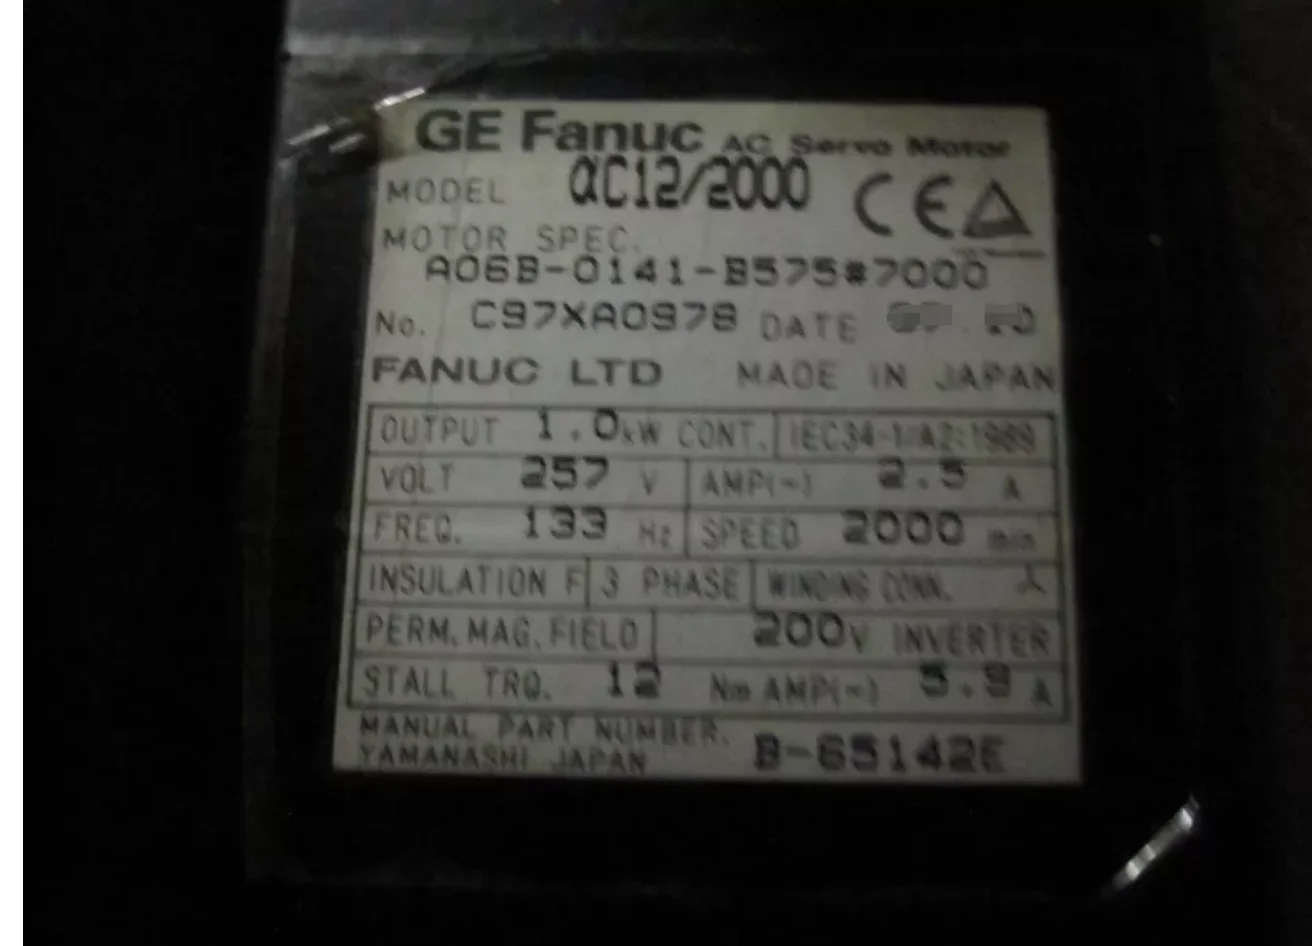 GE Fanuc AC Servo Motor
MODEL αC12/2000 CE
MOTOR SPEC.
A06B-0141-B575#7000
No. C97XA0978 DATE
FANUC LTD MADE IN JAPAN
OUTPUT 1.0kW CONT. IEC34-1/A2:1989
VOLT 257 V AMP(~) 2.5 A
FREQ. 133 Hz SPEED 2000 min
INSULATION F 3 PHASE WINDING CONN. 人
PERM. MAG. FIELD 200V INVERTER
STALL TRQ. 12 Nm AMP(~) 5.9 A
MANUAL PART NUMBER.
YAMANASHI JAPAN B-65142E